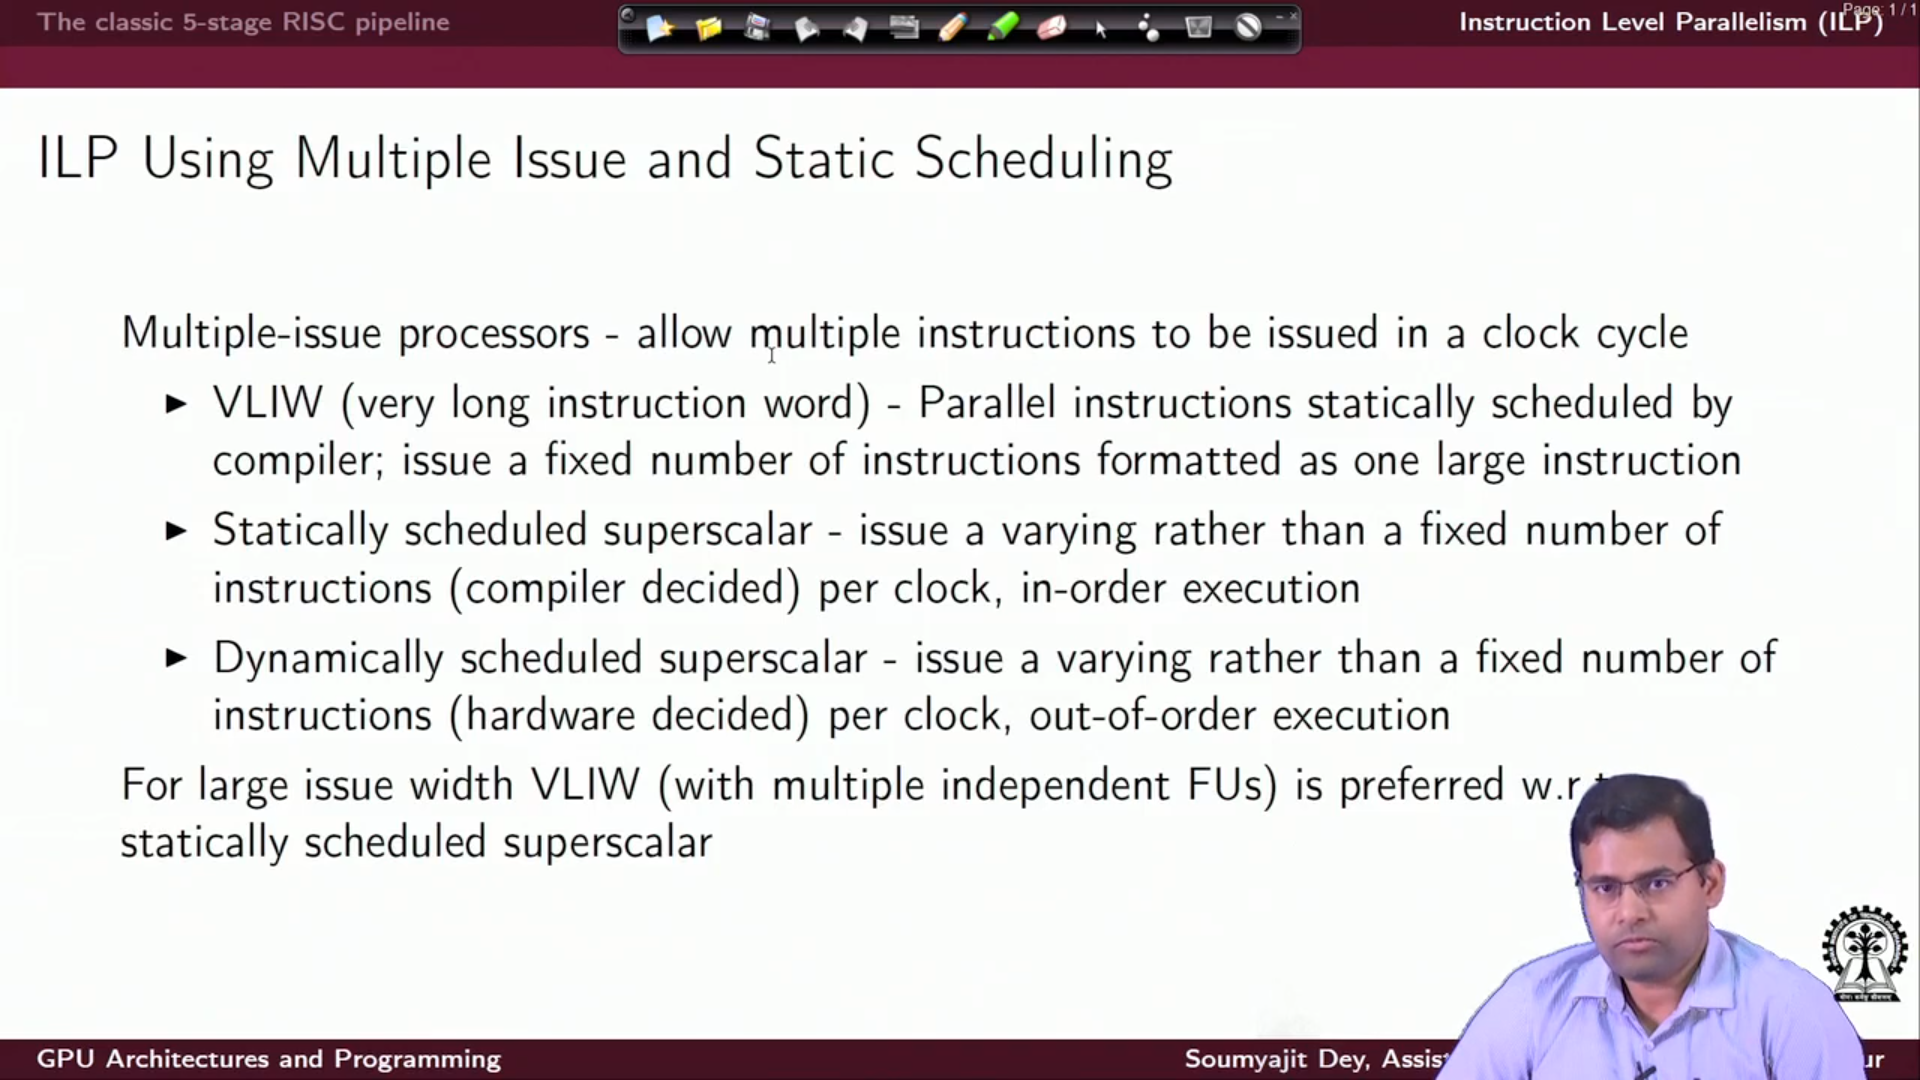 The classic 5-stage RISC pipeline
Page: 1 / 1
Instruction Level Parallelism (ILP)
ILP Using Multiple Issue and Static Scheduling
Multiple-issue processors - allow multiple instructions to be issued in a clock cycle
▶ VLIW (very long instruction word) - Parallel instructions statically scheduled by
compiler; issue a fixed number of instructions formatted as one large instruction
▶ Statically scheduled superscalar - issue a varying rather than a fixed number of
instructions (compiler decided) per clock, in-order execution
▶ Dynamically scheduled superscalar - issue a varying rather than a fixed number of
instructions (hardware decided) per clock, out-of-order execution
For large issue width VLIW (with multiple independent FUs) is preferred w.r.t
statically scheduled superscalar
GPU Architectures and Programming
Soumyajit Dey, Assis